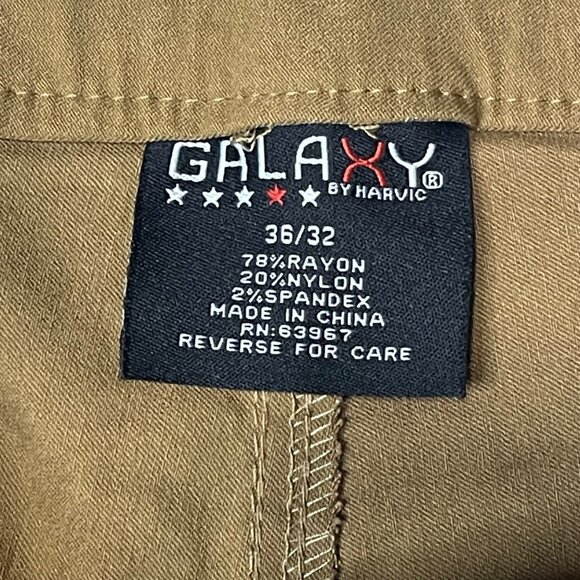 GALAXY®
BY HARVIC
36/32
78%RAYON
20%NYLON
2%SPANDEX
MADE IN CHINA
RN:63967
REVERSE FOR CARE